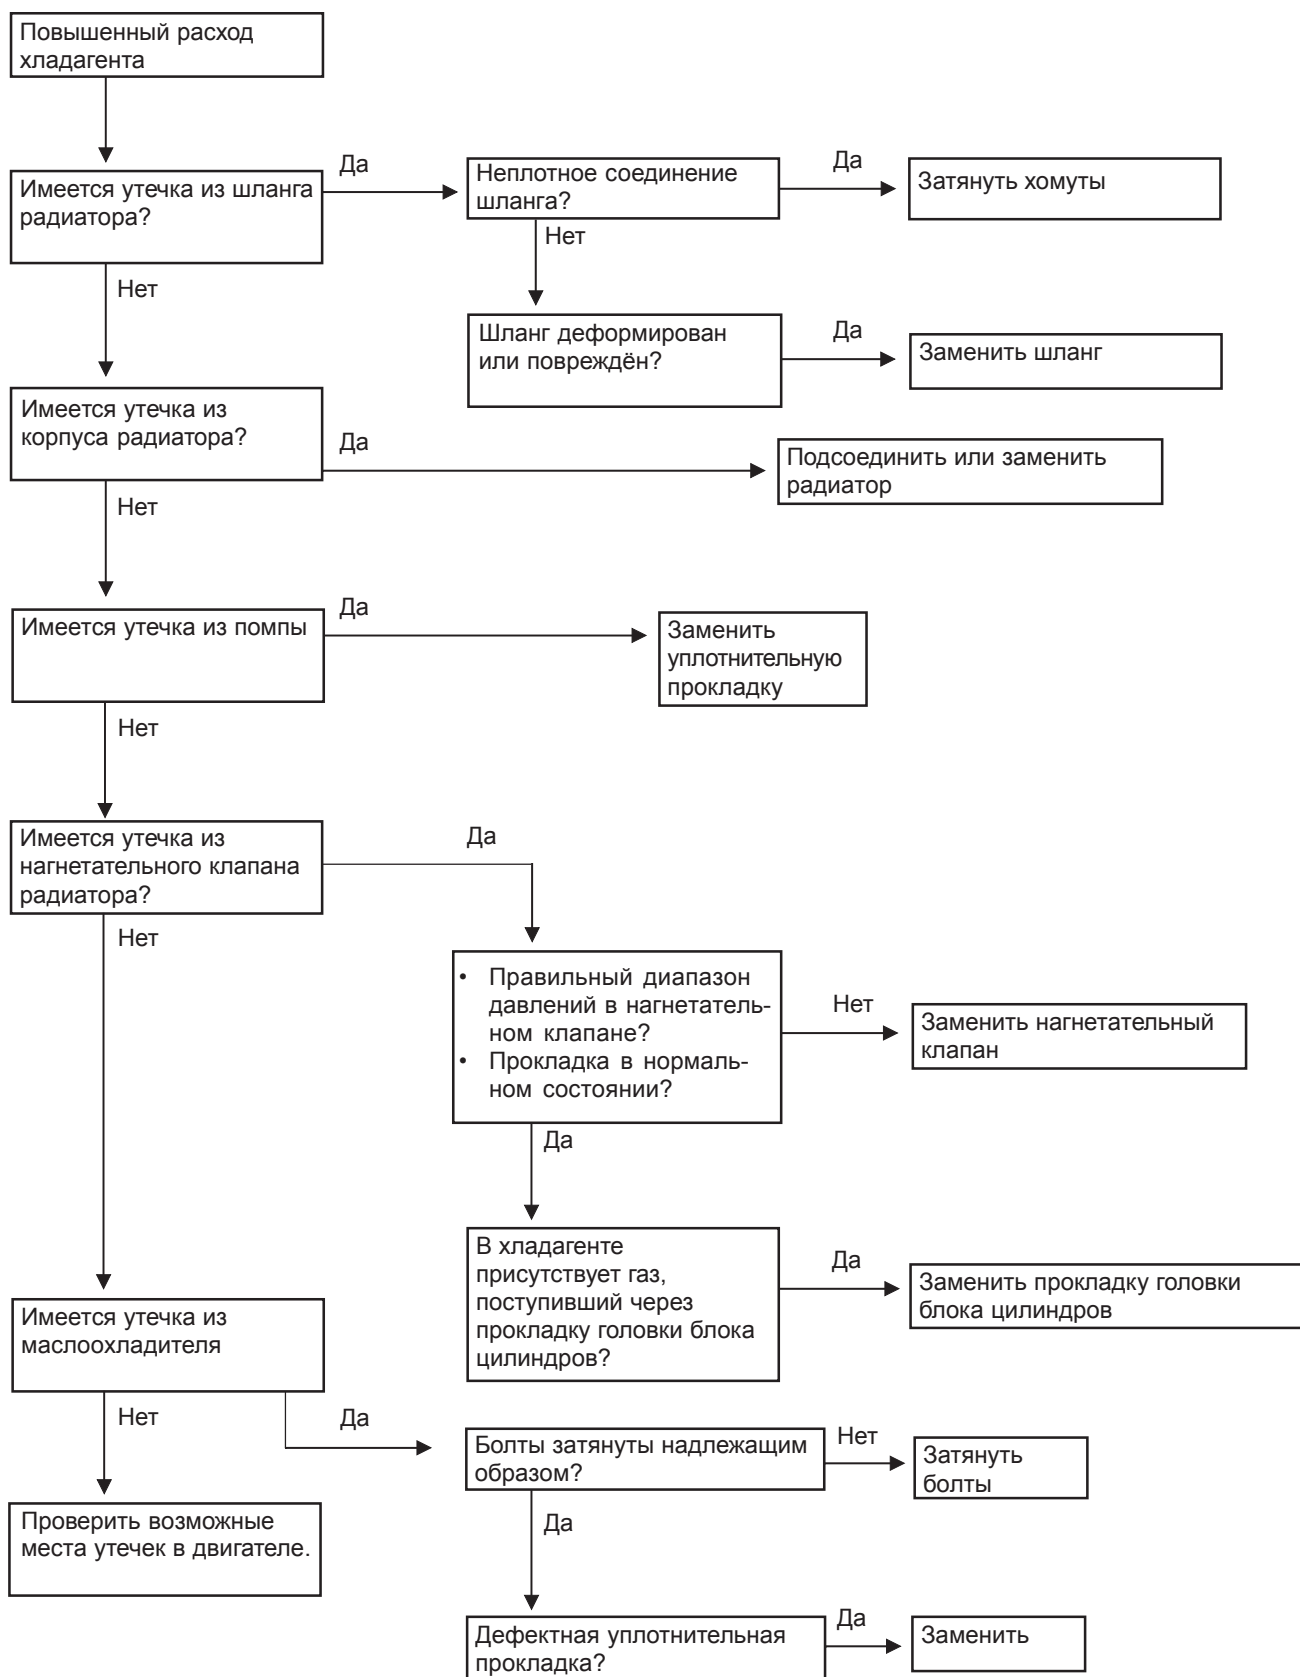 Повышенный расход
хладагента
Да
Да
Имеется утечка из шланга
радиатора?
Неплотное соединение
шланга?
Затянуть хомуты
Нет
Нет
Шланг деформирован
или повреждён?
Да
Заменить шланг
Имеется утечка из
корпуса радиатора?
Да
Подсоединить или заменить
радиатор
Нет
Имеется утечка из помпы
Да
Заменить
уплотнительную
прокладку
Нет
Имеется утечка из
нагнетательного клапана
радиатора?
Да
Нет
• Правильный диапазон
давлений в нагнетатель-
ном клапане?
• Прокладка в нормаль-
ном состоянии?
Нет
Заменить нагнетательный
клапан
Да
В хладагенте
присутствует газ,
поступивший через
прокладку головки блока
цилиндров?
Да
Заменить прокладку головки
блока цилиндров
Имеется утечка из
маслоохладителя
Нет
Да
Болты затянуты надлежащим
образом?
Нет
Затянуть
болты
Проверить возможные
места утечек в двигателе.
Да
Дефектная уплотнительная
прокладка?
Да
Заменить